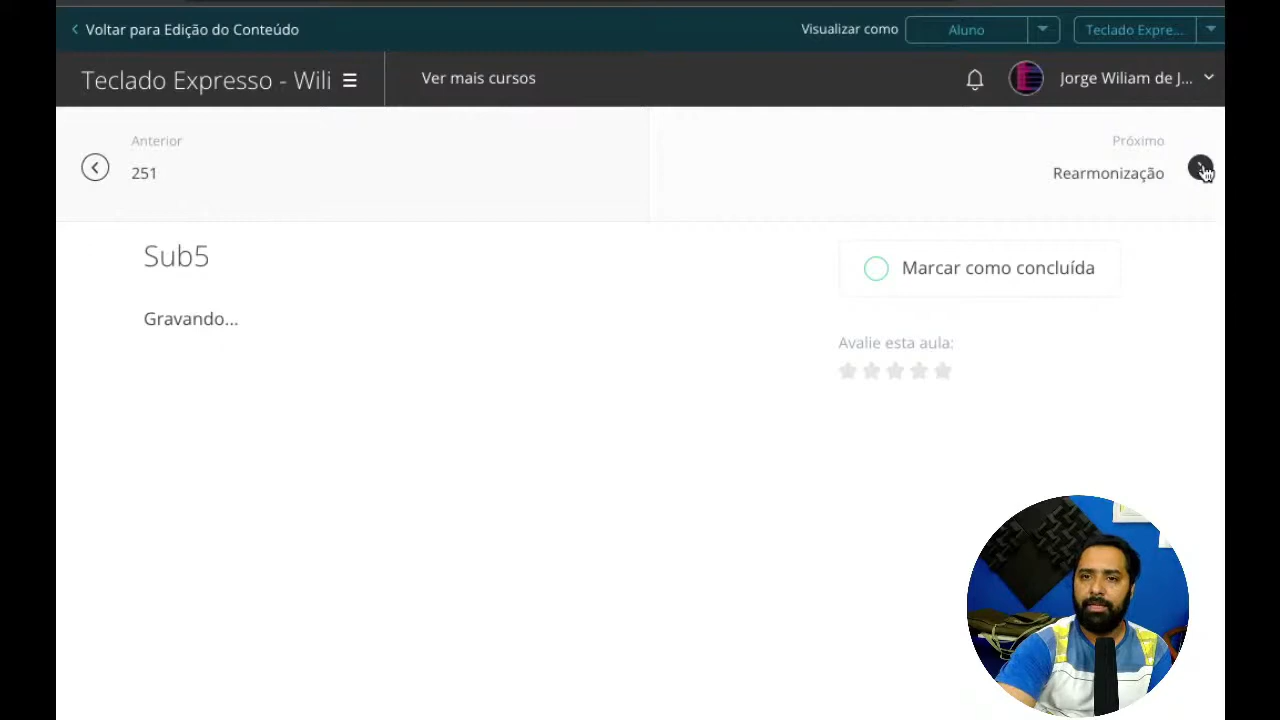 Voltar para Edição do Conteúdo
Visualizar como
Aluno
Teclado Expre...
Teclado Expresso - Wili
Ver mais cursos
Jorge Wiliam de J...
Anterior
251
Próximo
Rearmonização
Sub5
Marcar como concluída
Gravando...
Avalie esta aula: